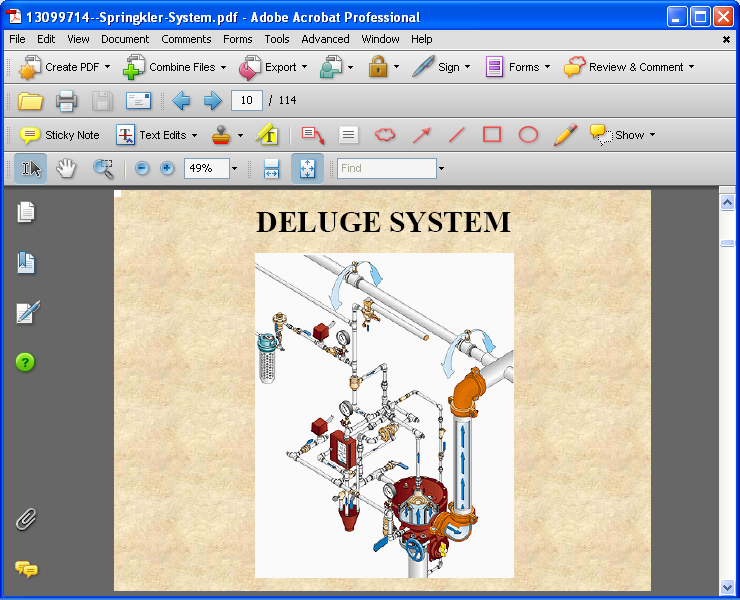 13099714--Springkler-System.pdf - Adobe Acrobat Professional
File Edit View Document Comments Forms Tools Advanced Window Help
Create PDF Combine Files Export Sign Forms Review & Comment
10 / 114
Sticky Note Text Edits Show
49% Find
DELUGE SYSTEM